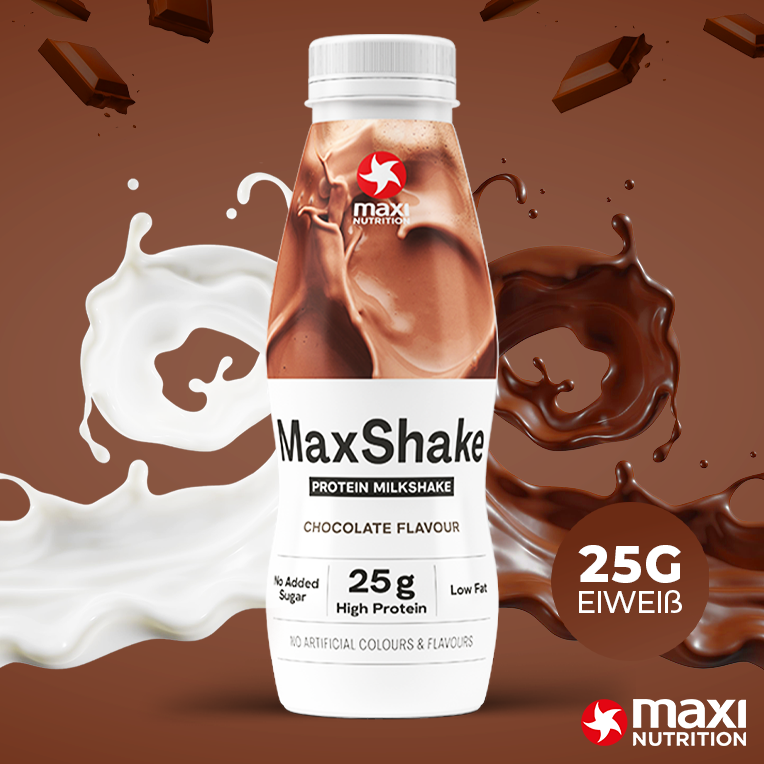 maxi
NUTRITION
MaxShake
PROTEIN MILKSHAKE
CHOCOLATE FLAVOUR
No Added
Sugar
25 g
High Protein
Low Fat
NO ARTIFICIAL COLOURS & FLAVOURS
25G
EIWEIß
maxi
NUTRITION